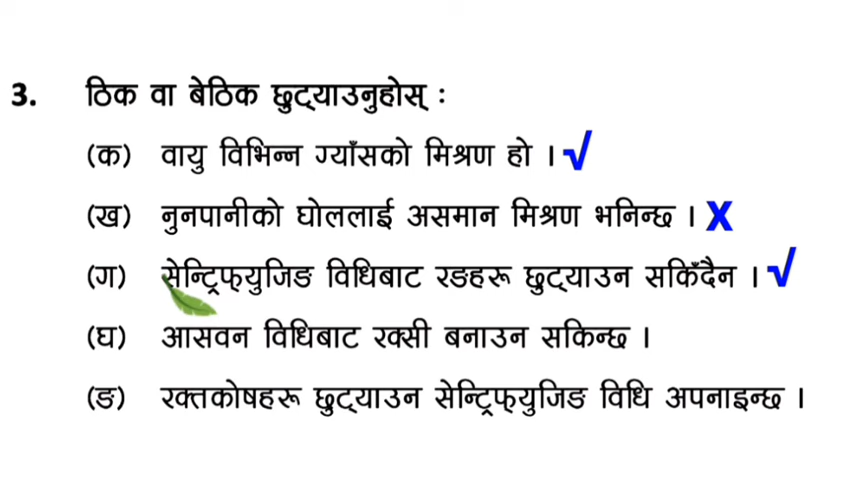 3. ठिक वा बेठिक छुट्याउनुहोस् :
(क) वायु विभिन्न ग्याँसको मिश्रण हो । √
(ख) नुनपानीको घोललाई असमान मिश्रण भनिन्छ । X
(ग) सेन्ट्रिफ्युजिङ विधिबाट रङहरू छुट्याउन सकिँदैन । √
(घ) आसवन विधिबाट रक्सी बनाउन सकिन्छ ।
(ङ) रक्तकोषहरू छुट्याउन सेन्ट्रिफ्युजिङ विधि अपनाइन्छ ।